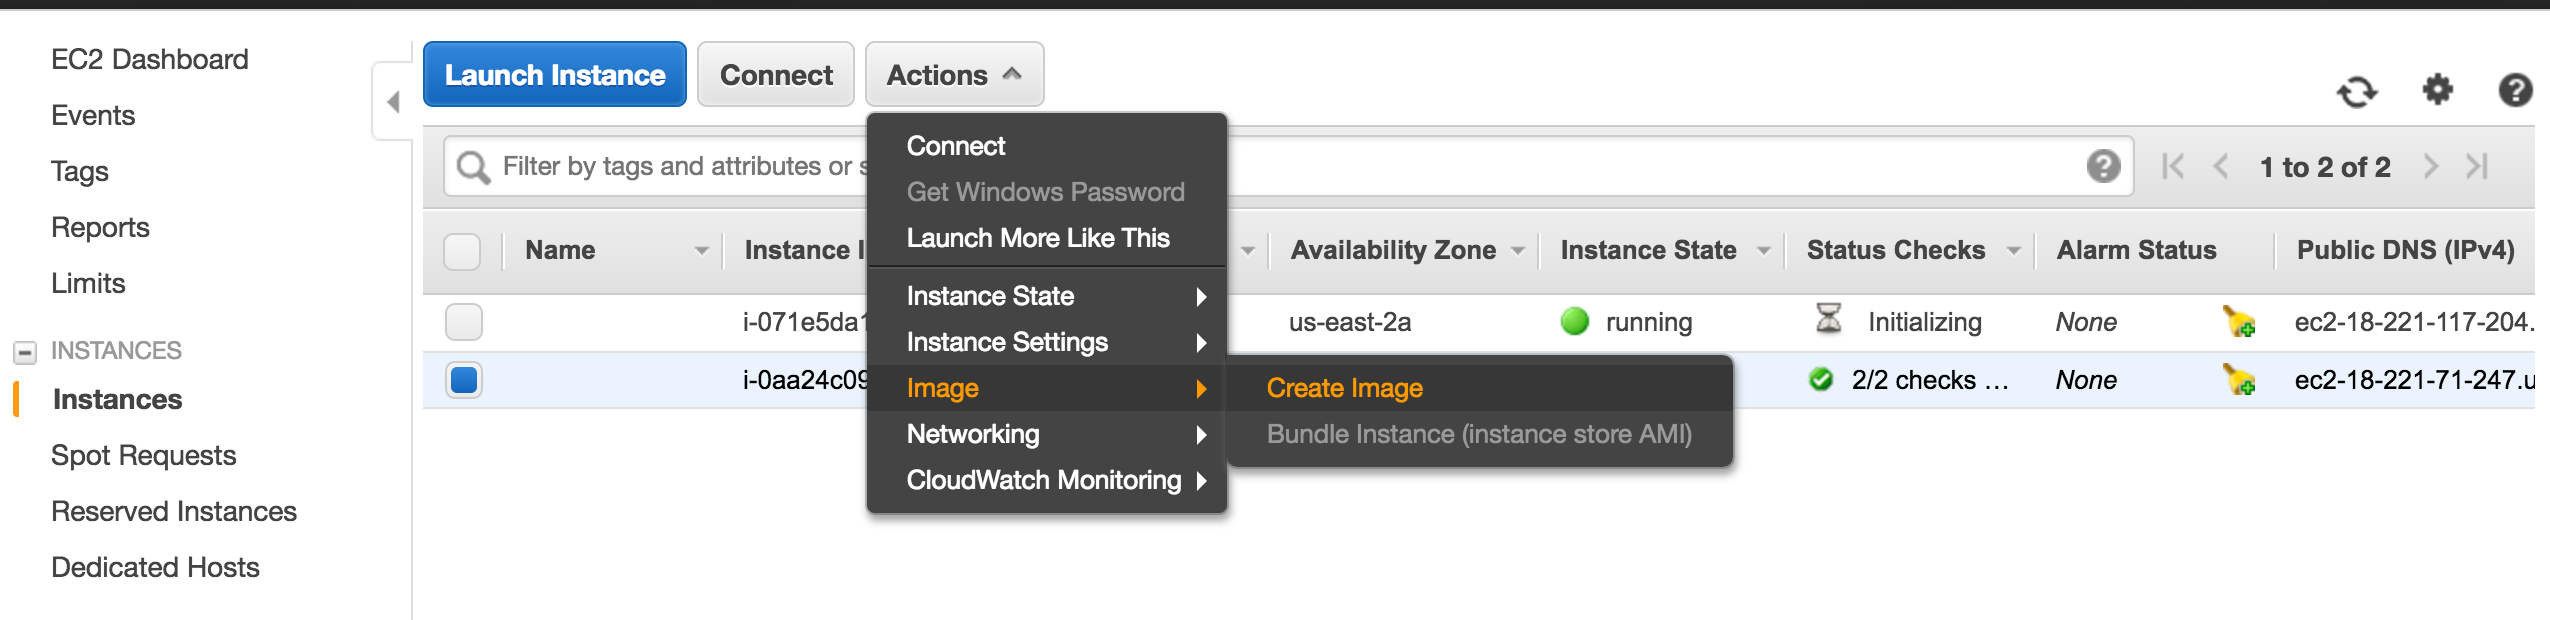 EC2 Dashboard
Events
Tags
Reports
Limits
INSTANCES
Instances
Spot Requests
Reserved Instances
Dedicated Hosts
Launch Instance
Connect
Actions
Filter by tags and attributes or s
1 to 2 of 2
Name
Instance I
Availability Zone
Instance State
Status Checks
Alarm Status
Public DNS (IPv4)
i-071e5da1
us-east-2a
running
Initializing
None
ec2-18-221-117-204.
i-0aa24c09
2/2 checks ...
None
ec2-18-221-71-247.u
Connect
Get Windows Password
Launch More Like This
Instance State
Instance Settings
Image
Networking
CloudWatch Monitoring
Create Image
Bundle Instance (instance store AMI)